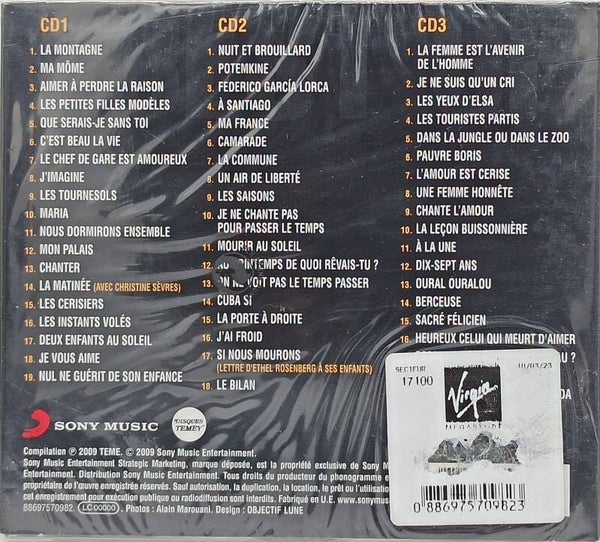 CD1
1. LA MONTAGNE
2. MA MÔME
3. AIMER À PERDRE LA RAISON
4. LES PETITES FILLES MODÈLES
5. QUE SERAIS-JE SANS TOI
6. C'EST BEAU LA VIE
7. LE CHEF DE GARE EST AMOUREUX
8. J'IMAGINE
9. LES TOURNESOLS
10. MARIA
11. NOUS DORMIRONS ENSEMBLE
12. MON PALAIS
13. CHANTER
14. LA MATINÉE (AVEC CHRISTINE SÈVRES)
15. LES CERISIERS
16. LES INSTANTS VOLÉS
17. DEUX ENFANTS AU SOLEIL
18. JE VOUS AIME
19. NUL NE GUÉRIT DE SON ENFANCE
CD2
1. NUIT ET BROUILLARD
2. POTEMKINE
3. FEDERICO GARCÍA LORCA
4. À SANTIAGO
5. MA FRANCE
6. CAMARADE
7. LA COMMUNE
8. UN AIR DE LIBERTÉ
9. LES SAISONS
10. JE NE CHANTE PAS
POUR PASSER LE TEMPS
11. MOURIR AU SOLEIL
12. AU PRINTEMPS DE QUOI RÊVAIS-TU ?
13. ON NE VOIT PAS LE TEMPS PASSER
14. CUBA SI
15. LA PORTE À DROITE
16. J'AI FROID
17. SI NOUS MOURONS
(LETTRE D'ETHEL ROSENBERG À SES ENFANTS)
18. LE BILAN
CD3
1. LA FEMME EST L'AVENIR
DE L'HOMME
2. JE NE SUIS QU'UN CRI
3. LES YEUX D'ELSA
4. LES TOURISTES PARTIS
5. DANS LA JUNGLE OU DANS LE ZOO
6. PAUVRE BORIS
7. L'AMOUR EST CERISE
8. UNE FEMME HONNÊTE
9. CHANTE L'AMOUR
10. LA LEÇON BUISSONNIÈRE
11. À LA UNE
12. DIX-SEPT ANS
13. OURAL OURALOU
14. BERCEUSE
15. SACRÉ FÉLICIEN
16. HEUREUX CELUI QUI MEURT D'AIMER
?
DA
SECTEUR
17100
10/03/23
Virgin
MEGASTORE
0 886975 709823
SONY MUSIC
DISQUES
TEMEY
Compilation ℗ 2009 TEME. © 2009 Sony Music Entertainment.
Sony Music Entertainment Strategic Marketing, marque déposée, est la propriété exclusive de Sony M
Entertainment. Distribution Sony Music Entertainment. Tous droits du producteur du phonogramme e
propriétaire de l'œuvre enregistrée réservés. Sauf autorisation, la duplication, la location, le prêt ou l'utilisation
cet enregistrement pour exécution publique ou radiodiffusion sont interdits. Fabriqué en U.E. www.sonymus
88697570982 LC 00000 . Photos : Alain Marouani. Design : OBJECTIF LUNE